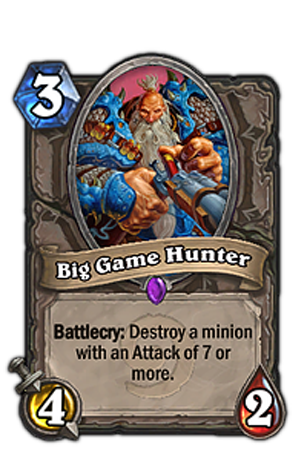 3
Big Game Hunter
Battlecry: Destroy a minion
with an Attack of 7 or
more.
4
2